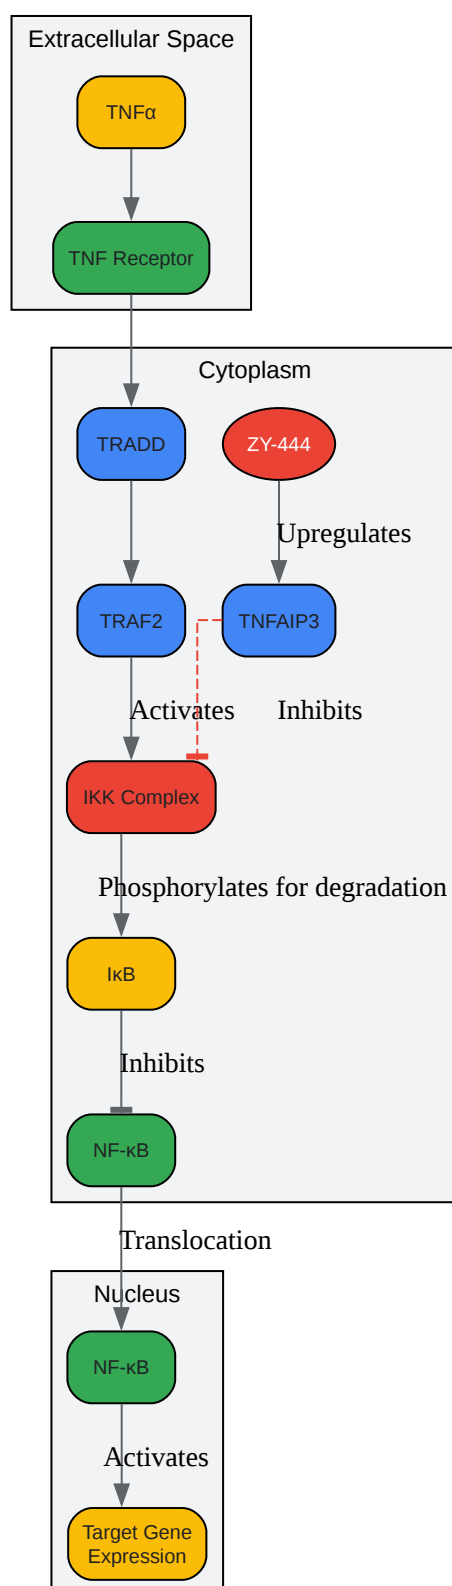 Extracellular Space
TNFα
TNF Receptor
Cytoplasm
TRADD
ZY-444
Upregulates
TRAF2
TNFAIP3
Activates
Inhibits
IKK Complex
Phosphorylates for degradation
IκB
Inhibits
NF-κB
Translocation
Nucleus
NF-κB
Activates
Target Gene
Expression